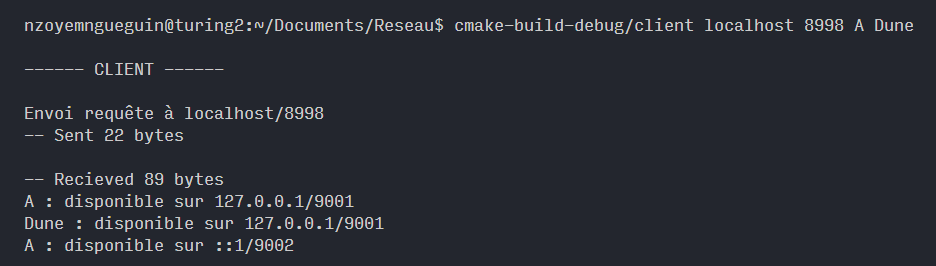 nzoyemngueguin@turing2:~/Documents/Reseau$ cmake-build-debug/client localhost 8998 A Dune
------ CLIENT ------
Envoi requête à localhost/8998
-- Sent 22 bytes
-- Recieved 89 bytes
A : disponible sur 127.0.0.1/9001
Dune : disponible sur 127.0.0.1/9001
A : disponible sur ::1/9002